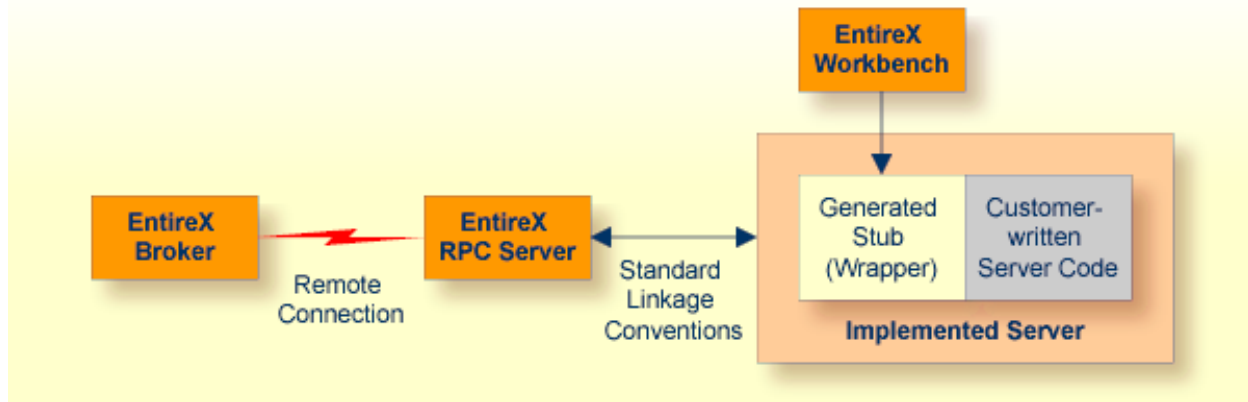 EntireX
Workbench
EntireX
Broker
Remote
Connection
EntireX
RPC Server
Standard
Linkage
Conventions
Generated
Stub
(Wrapper)
Customer-
written
Server Code
Implemented Server